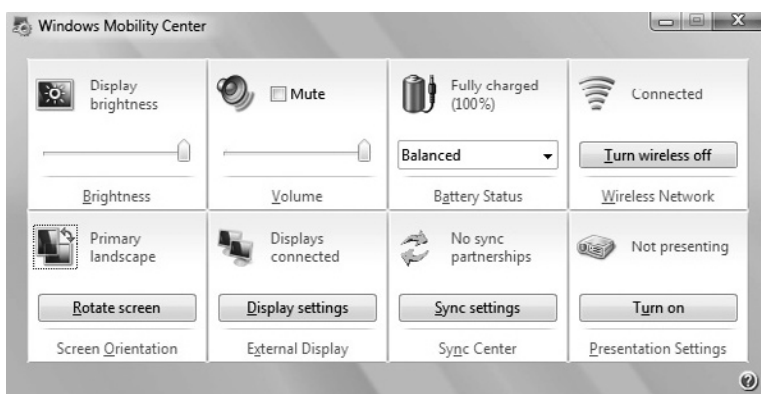 Windows Mobility Center
Display
brightness
Brightness
Mute
Volume
Fully charged
(100%)
Balanced
Battery Status
Connected
Turn wireless off
Wireless Network
Primary
landscape
Rotate screen
Screen Orientation
Displays
connected
Display settings
External Display
No sync
partnerships
Sync settings
Sync Center
Not presenting
Turn on
Presentation Settings